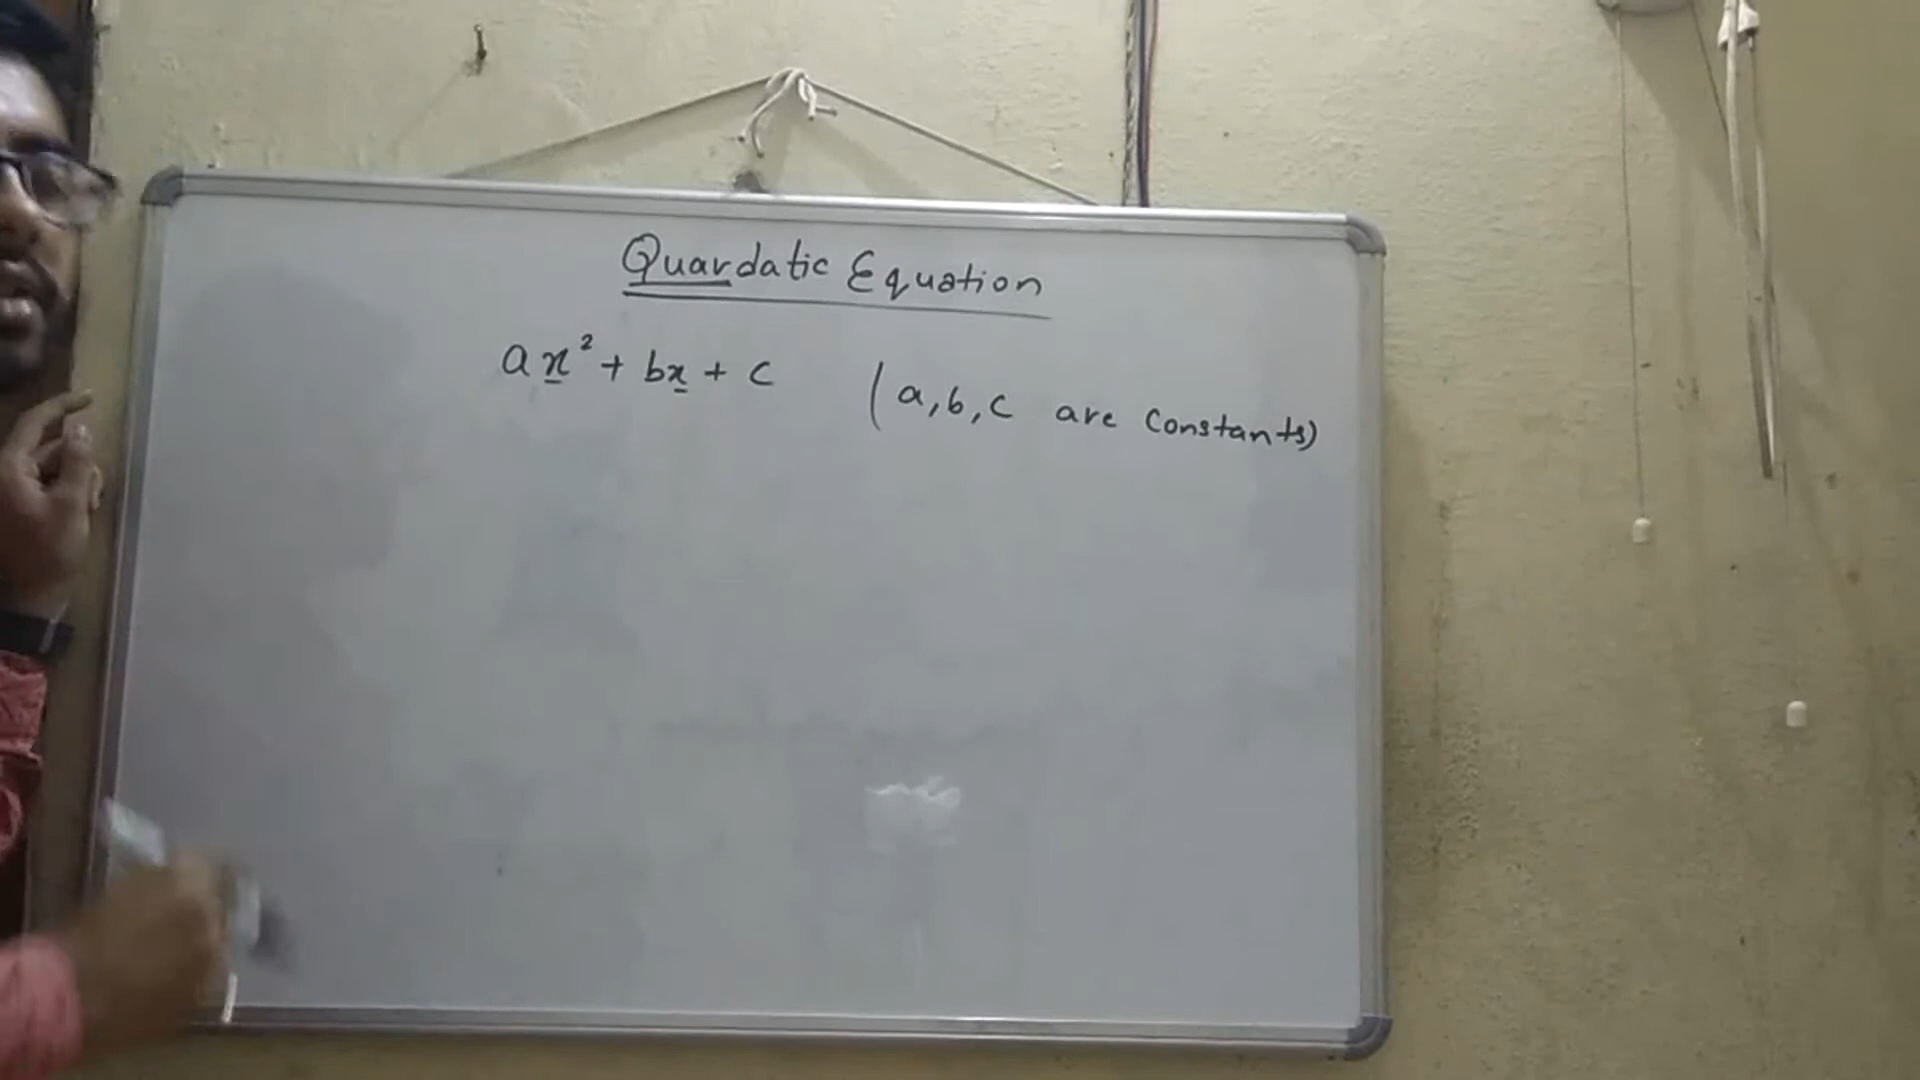 Quardatic Equation
ax² + bx + c (a, b, c are constants)